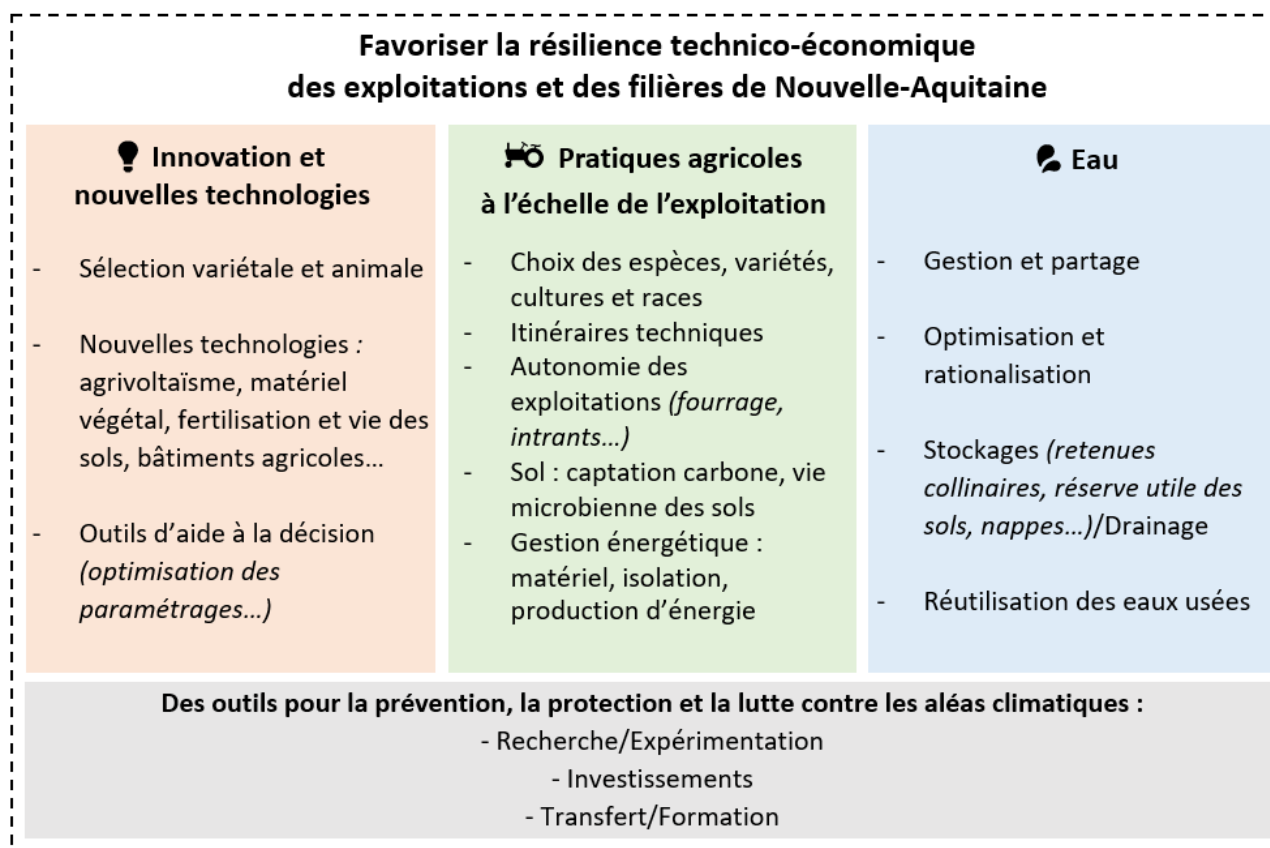 Favoriser la résilience technico-économique
des exploitations et des filières de Nouvelle-Aquitaine
Innovation et
nouvelles technologies
- Sélection variétale et animale
- Nouvelles technologies :
agrivoltaïsme, matériel
végétal, fertilisation et vie des
sols, bâtiments agricoles…
- Outils d’aide à la décision
(optimisation des
paramétrages…)
Pratiques agricoles
à l’échelle de l’exploitation
- Choix des espèces, variétés,
cultures et races
- Itinéraires techniques
- Autonomie des
exploitations (fourrage,
intrants…)
- Sol : captation carbone, vie
microbienne des sols
- Gestion énergétique :
matériel, isolation,
production d’énergie
Eau
- Gestion et partage
- Optimisation et
rationalisation
- Stockages (retenues
collinaires, réserve utile des
sols, nappes…)/Drainage
- Réutilisation des eaux usées
Des outils pour la prévention, la protection et la lutte contre les aléas climatiques :
- Recherche/Expérimentation
- Investissements
- Transfert/Formation